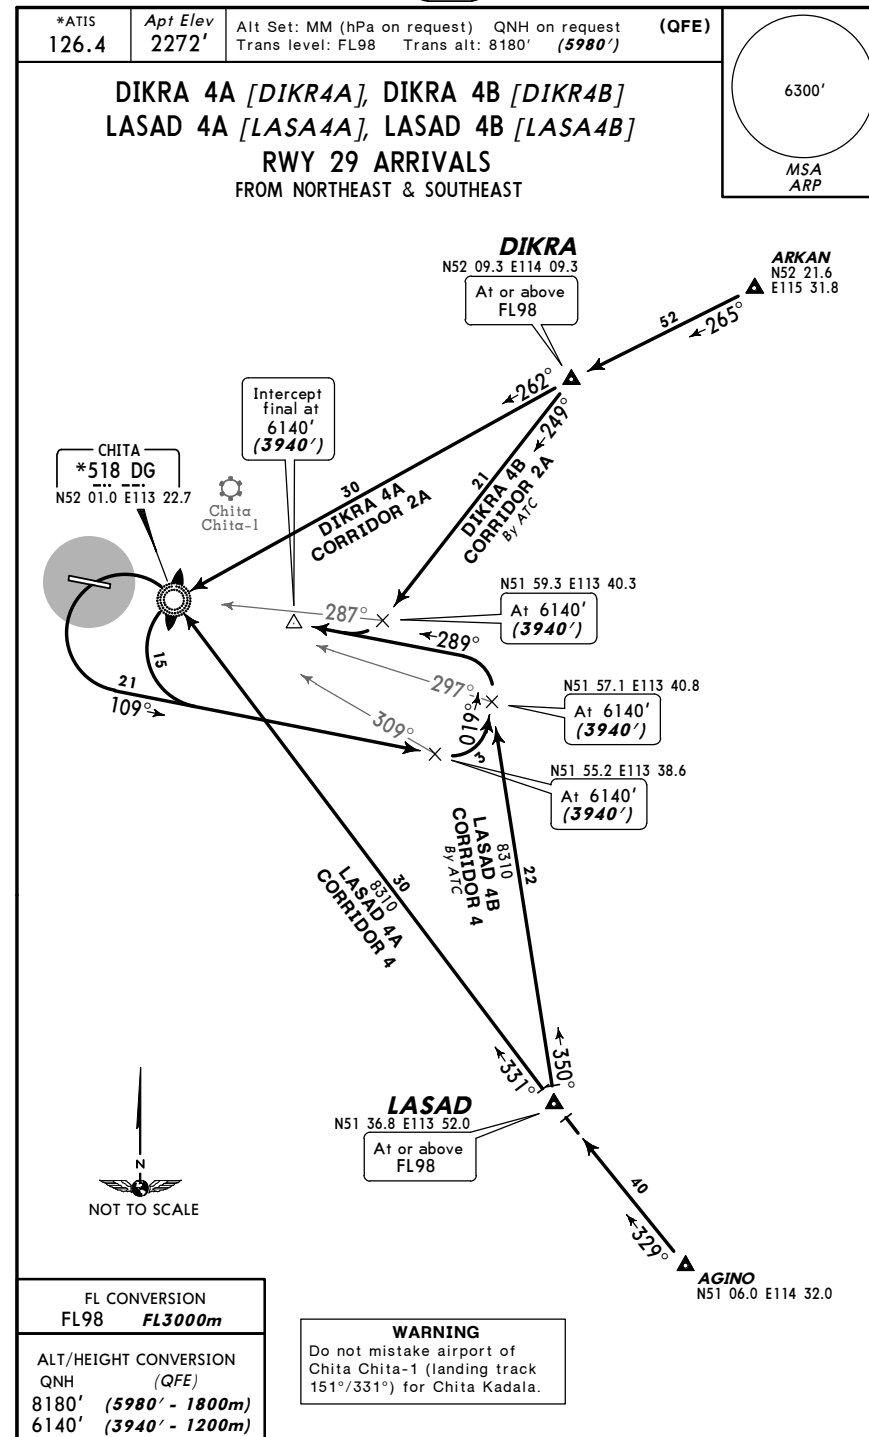 *ATIS
126.4
Apt Elev
2272'
Alt Set: MM (hPa on request) QNH on request (QFE)
Trans level: FL98 Trans alt: 8180' (5980')
6300'
MSA
ARP
DIKRA 4A [DIKR4A], DIKRA 4B [DIKR4B]
LASAD 4A [LASA4A], LASAD 4B [LASA4B]
RWY 29 ARRIVALS
FROM NORTHEAST & SOUTHEAST
DIKRA
N52 09.3 E114 09.3
At or above
FL98
ARKAN
N52 21.6
E115 31.8
52
265°
262°
249°
Intercept
final at
6140'
(3940')
CHITA
*518 DG
N52 01.0 E113 22.7
Chita
Chita-1
30
DIKRA 4A
CORRIDOR 2A
21
DIKRA 4B
CORRIDOR 2A
By ATC
N51 59.3 E113 40.3
At 6140'
(3940')
287°
289°
297°
309°
019°
3
15
21
109°
N51 57.1 E113 40.8
At 6140'
(3940')
N51 55.2 E113 38.6
At 6140'
(3940')
30
8310
LASAD 4A
CORRIDOR 4
22
8310
LASAD 4B
CORRIDOR 4
By ATC
331°
350°
LASAD
N51 36.8 E113 52.0
At or above
FL98
40
329°
AGINO
N51 06.0 E114 32.0
N
NOT TO SCALE
FL CONVERSION
FL98 FL3000m
ALT/HEIGHT CONVERSION
QNH (QFE)
8180' (5980' - 1800m)
6140' (3940' - 1200m)
WARNING
Do not mistake airport of
Chita Chita-1 (landing track
151°/331°) for Chita Kadala.